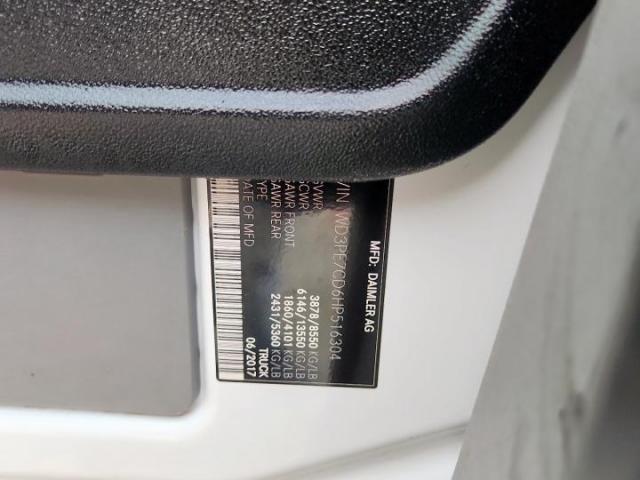 MFD: DAIMLER AG
VIN WD3PE7CD6HP516304
GVWR 3878/8550 KG/LB
GCWR 6146/13550 KG/LB
GAWR FRONT 1860/4101 KG/LB
GAWR REAR 2431/5360 KG/LB
TYPE TRUCK
DATE OF MFD 06/2017